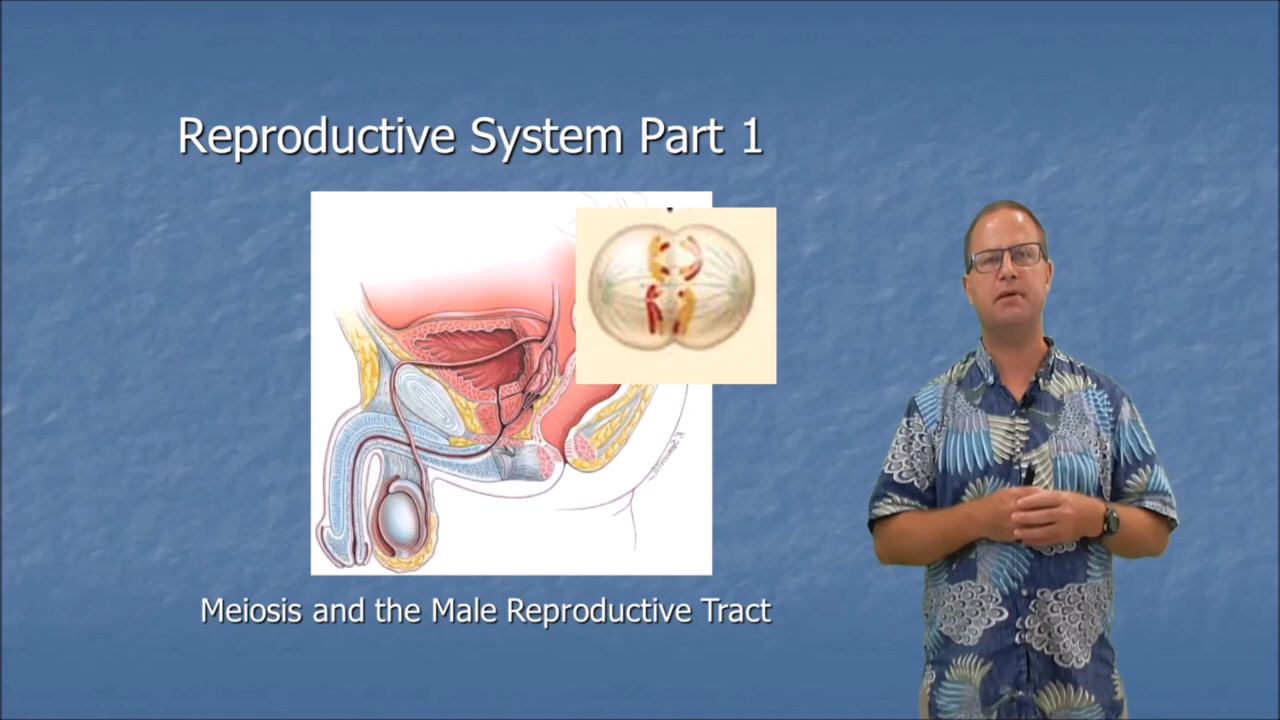 Reproductive System Part 1
Meiosis and the Male Reproductive Tract